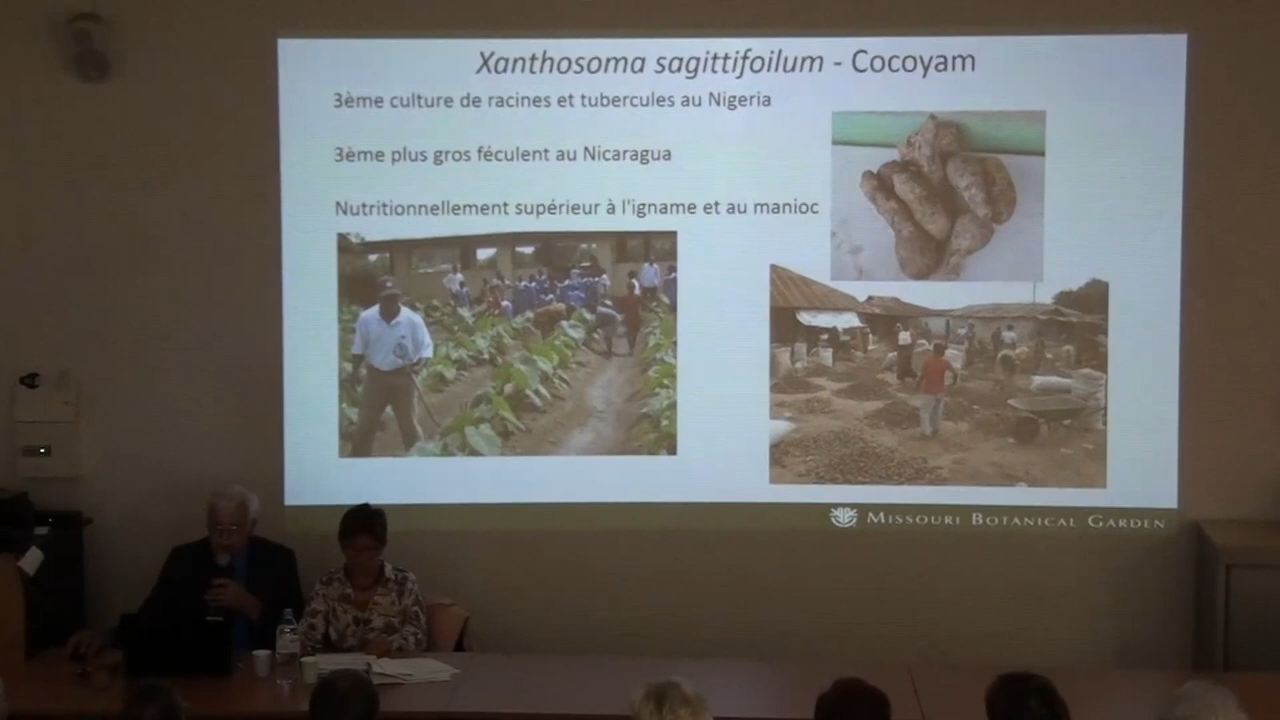 Xanthosoma sagittifoilum - Cocoyam
3ème culture de racines et tubercules au Nigeria
3ème plus gros féculent au Nicaragua
Nutritionnellement supérieur à l'igname et au manioc
MISSOURI BOTANICAL GARDEN